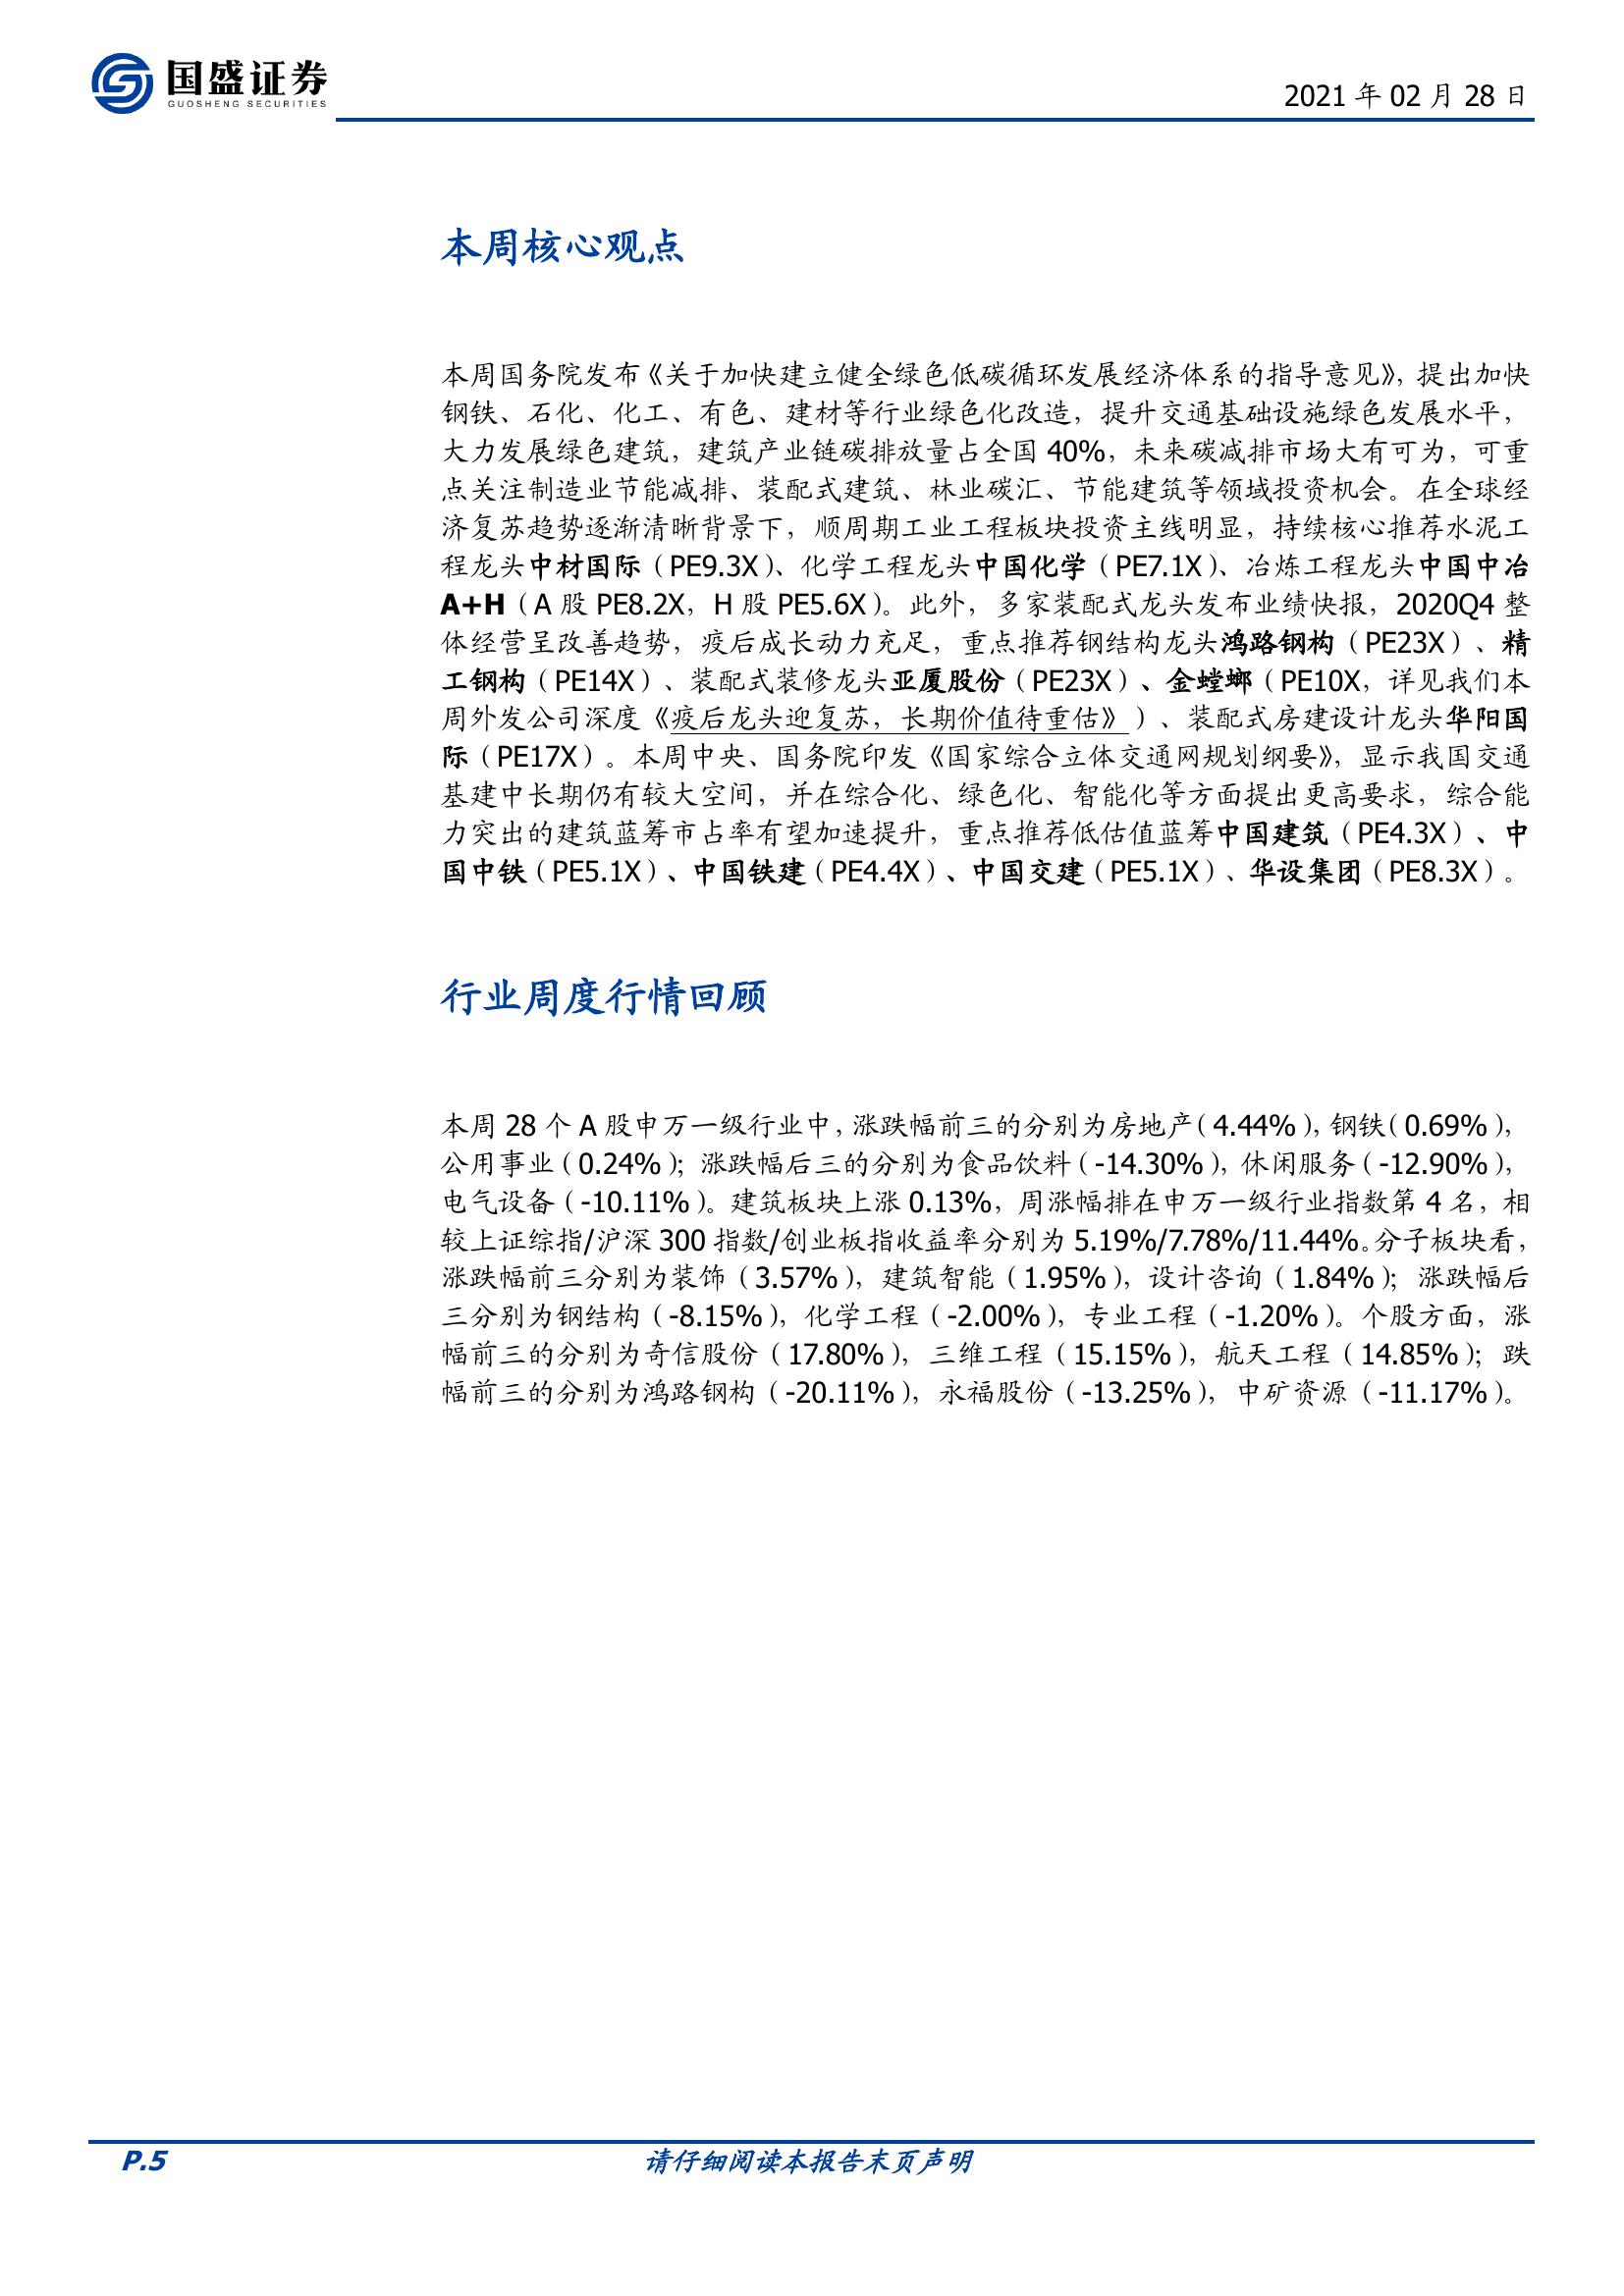 国盛证券
GUOSHENG SECURITIES
2021 年 02 月 28 日
本周核心观点
本周国务院发布《关于加快建立健全绿色低碳循环发展经济体系的指导意见》，提出加快
钢铁、石化、化工、有色、建材等行业绿色化改造，提升交通基础设施绿色发展水平，
大力发展绿色建筑，建筑产业链碳排放量占全国 40%，未来碳减排市场大有可为，可重
点关注制造业节能减排、装配式建筑、林业碳汇、节能建筑等领域投资机会。在全球经
济复苏趋势逐渐清晰背景下，顺周期工业工程板块投资主线明显，持续核心推荐水泥工
程龙头中材国际（PE9.3X）、化学工程龙头中国化学（PE7.1X）、冶炼工程龙头中国中冶
A+H（A 股 PE8.2X，H 股 PE5.6X）。此外，多家装配式龙头发布业绩快报，2020Q4 整
体经营呈改善趋势，疫后成长动力充足，重点推荐钢结构龙头鸿路钢构（PE23X）、精
工钢构（PE14X）、装配式装修龙头亚厦股份（PE23X）、金螳螂（PE10X，详见我们本
周外发公司深度《疫后龙头迎复苏，长期价值待重估》）、装配式房建设计龙头华阳国
际（PE17X）。本周中央、国务院印发《国家综合立体交通网规划纲要》，显示我国交通
基建中长期仍有较大空间，并在综合化、绿色化、智能化等方面提出更高要求，综合能
力突出的建筑蓝筹市占率有望加速提升，重点推荐低估值蓝筹中国建筑（PE4.3X）、中
国中铁（PE5.1X）、中国铁建（PE4.4X）、中国交建（PE5.1X）、华设集团（PE8.3X）。
行业周度行情回顾
本周 28 个 A 股申万一级行业中，涨跌幅前三的分别为房地产（4.44%），钢铁（0.69%），
公用事业（0.24%）；涨跌幅后三的分别为食品饮料（-14.30%），休闲服务（-12.90%），
电气设备（-10.11%）。建筑板块上涨 0.13%，周涨幅排在申万一级行业指数第 4 名，相
较上证综指/沪深 300 指数/创业板指收益率分别为 5.19%/7.78%/11.44%。分子板块看，
涨跌幅前三分别为装饰（3.57%），建筑智能（1.95%），设计咨询（1.84%）；涨跌幅后
三分别为钢结构（-8.15%），化学工程（-2.00%），专业工程（-1.20%）。个股方面，涨
幅前三的分别为奇信股份（17.80%），三维工程（15.15%），航天工程（14.85%）；跌
幅前三的分别为鸿路钢构（-20.11%），永福股份（-13.25%），中矿资源（-11.17%）。
P.5
请仔细阅读本报告末页声明